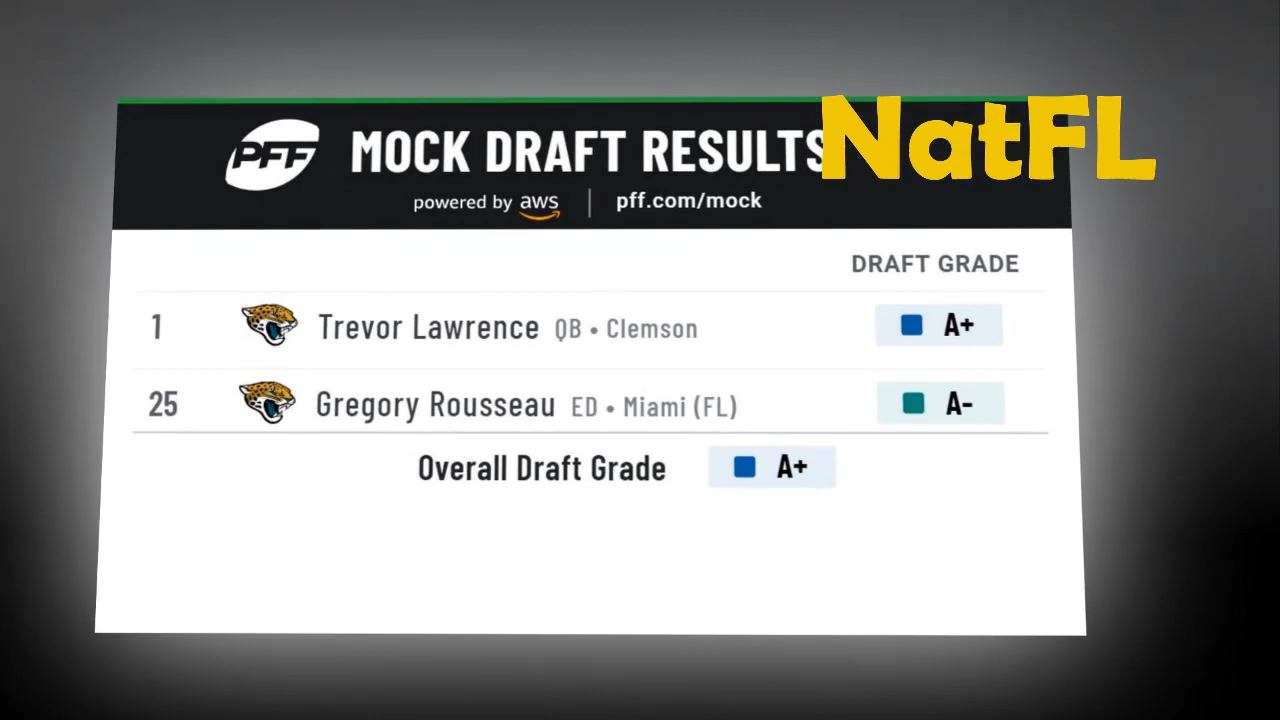 PFF MOCK DRAFT RESULTS NatFL
powered by aws | pff.com/mock
DRAFT GRADE
1 Trevor Lawrence QB • Clemson A+
25 Gregory Rousseau ED • Miami (FL) A-
Overall Draft Grade A+